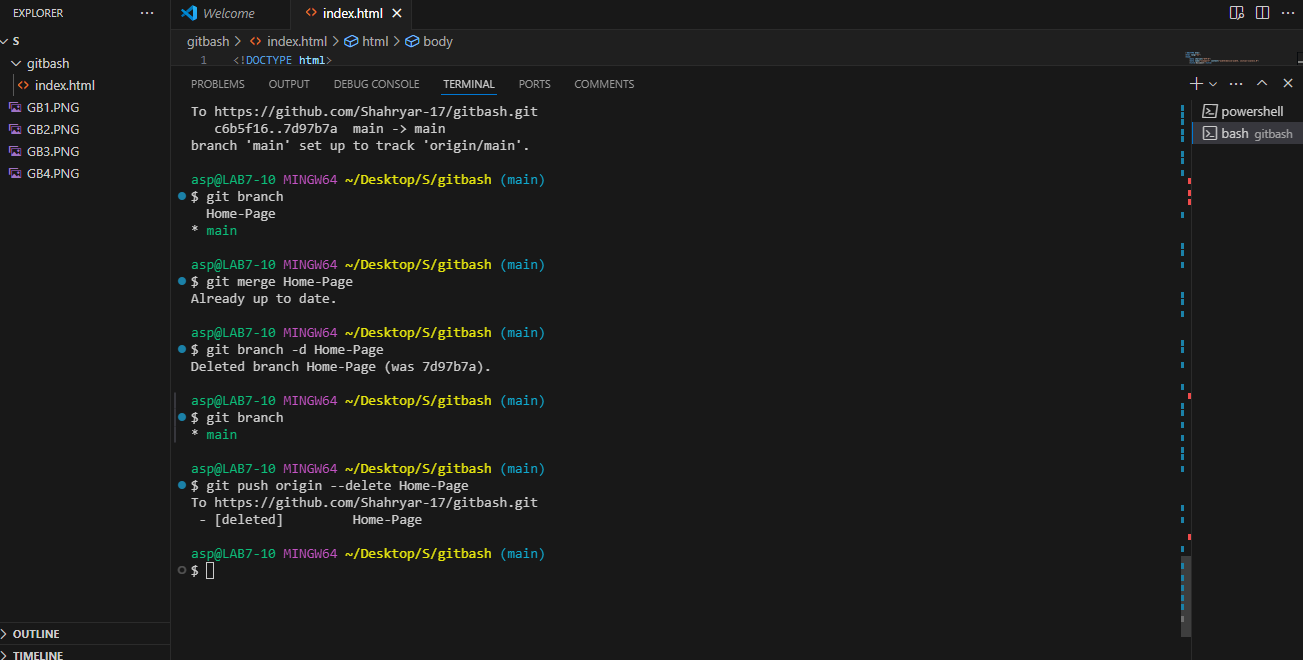 EXPLORER
Welcome
index.html
S
gitbash
index.html
GB1.PNG
GB2.PNG
GB3.PNG
GB4.PNG
OUTLINE
TIMELINE
gitbash > index.html > html > body
1 <!DOCTYPE html>
PROBLEMS OUTPUT DEBUG CONSOLE TERMINAL PORTS COMMENTS
To https://github.com/Shahryar-17/gitbash.git
   c6b5f16..7d97b7a  main -> main
branch 'main' set up to track 'origin/main'.
asp@LAB7-10 MINGW64 ~/Desktop/S/gitbash (main)
$ git branch
  Home-Page
* main
asp@LAB7-10 MINGW64 ~/Desktop/S/gitbash (main)
$ git merge Home-Page
Already up to date.
asp@LAB7-10 MINGW64 ~/Desktop/S/gitbash (main)
$ git branch -d Home-Page
Deleted branch Home-Page (was 7d97b7a).
asp@LAB7-10 MINGW64 ~/Desktop/S/gitbash (main)
$ git branch
* main
asp@LAB7-10 MINGW64 ~/Desktop/S/gitbash (main)
$ git push origin --delete Home-Page
To https://github.com/Shahryar-17/gitbash.git
 - [deleted]         Home-Page
asp@LAB7-10 MINGW64 ~/Desktop/S/gitbash (main)
$
powershell
bash gitbash